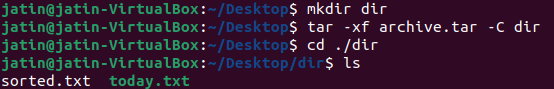 jatin@jatin-VirtualBox:~/Desktop$ mkdir dir
jatin@jatin-VirtualBox:~/Desktop$ tar -xf archive.tar -C dir
jatin@jatin-VirtualBox:~/Desktop$ cd ./dir
jatin@jatin-VirtualBox:~/Desktop/dir$ ls
sorted.txt  today.txt